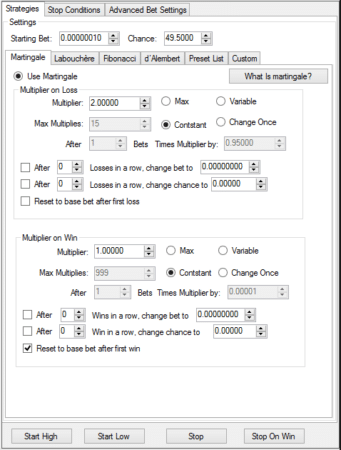 Strategies Stop Conditions Advanced Bet Settings
Settings
Starting Bet: 0.00000010 Chance: 49.5000
Martingale Labouchère Fibonacci d'Alembert Preset List Custom
Use Martingale What Is martingale?
Multiplier on Loss
Multiplier: 2.00000 Max Variable
Max Multiplies: 15 Contstant Change Once
After 1 Bets Times Multiplier by: 0.95000
After 0 Losses in a row, change bet to 0.00000000
After 0 Losses in a row, change chance to 0.00000
Reset to base bet after first loss
Multiplier on Win
Multiplier: 1.00000 Max Variable
Max Multiplies: 999 Contstant Change Once
After 1 Bets Times Multiplier by: 0.00001
After 0 Wins in a row, change bet to 0.00000000
After 0 Win in a row, change chance to 0.00000
Reset to base bet after first win
Start High Start Low Stop Stop On Win